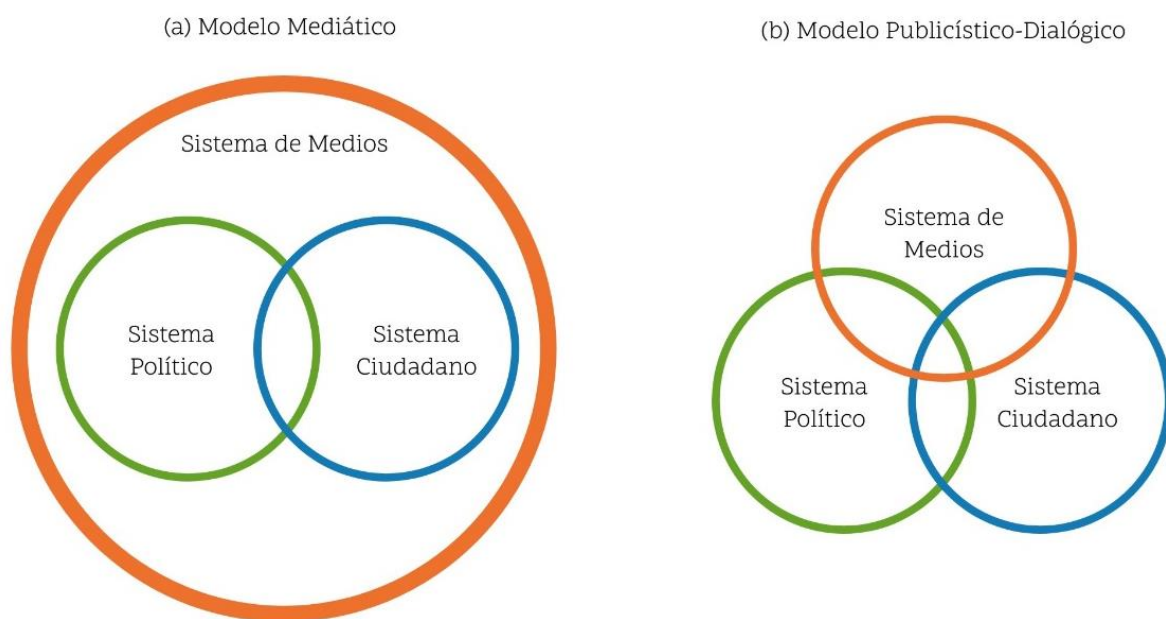 (a) Modelo Mediático
Sistema de Medios
Sistema
Político
Sistema
Ciudadano
(b) Modelo Publicístico-Dialógico
Sistema de
Medios
Sistema
Político
Sistema
Ciudadano